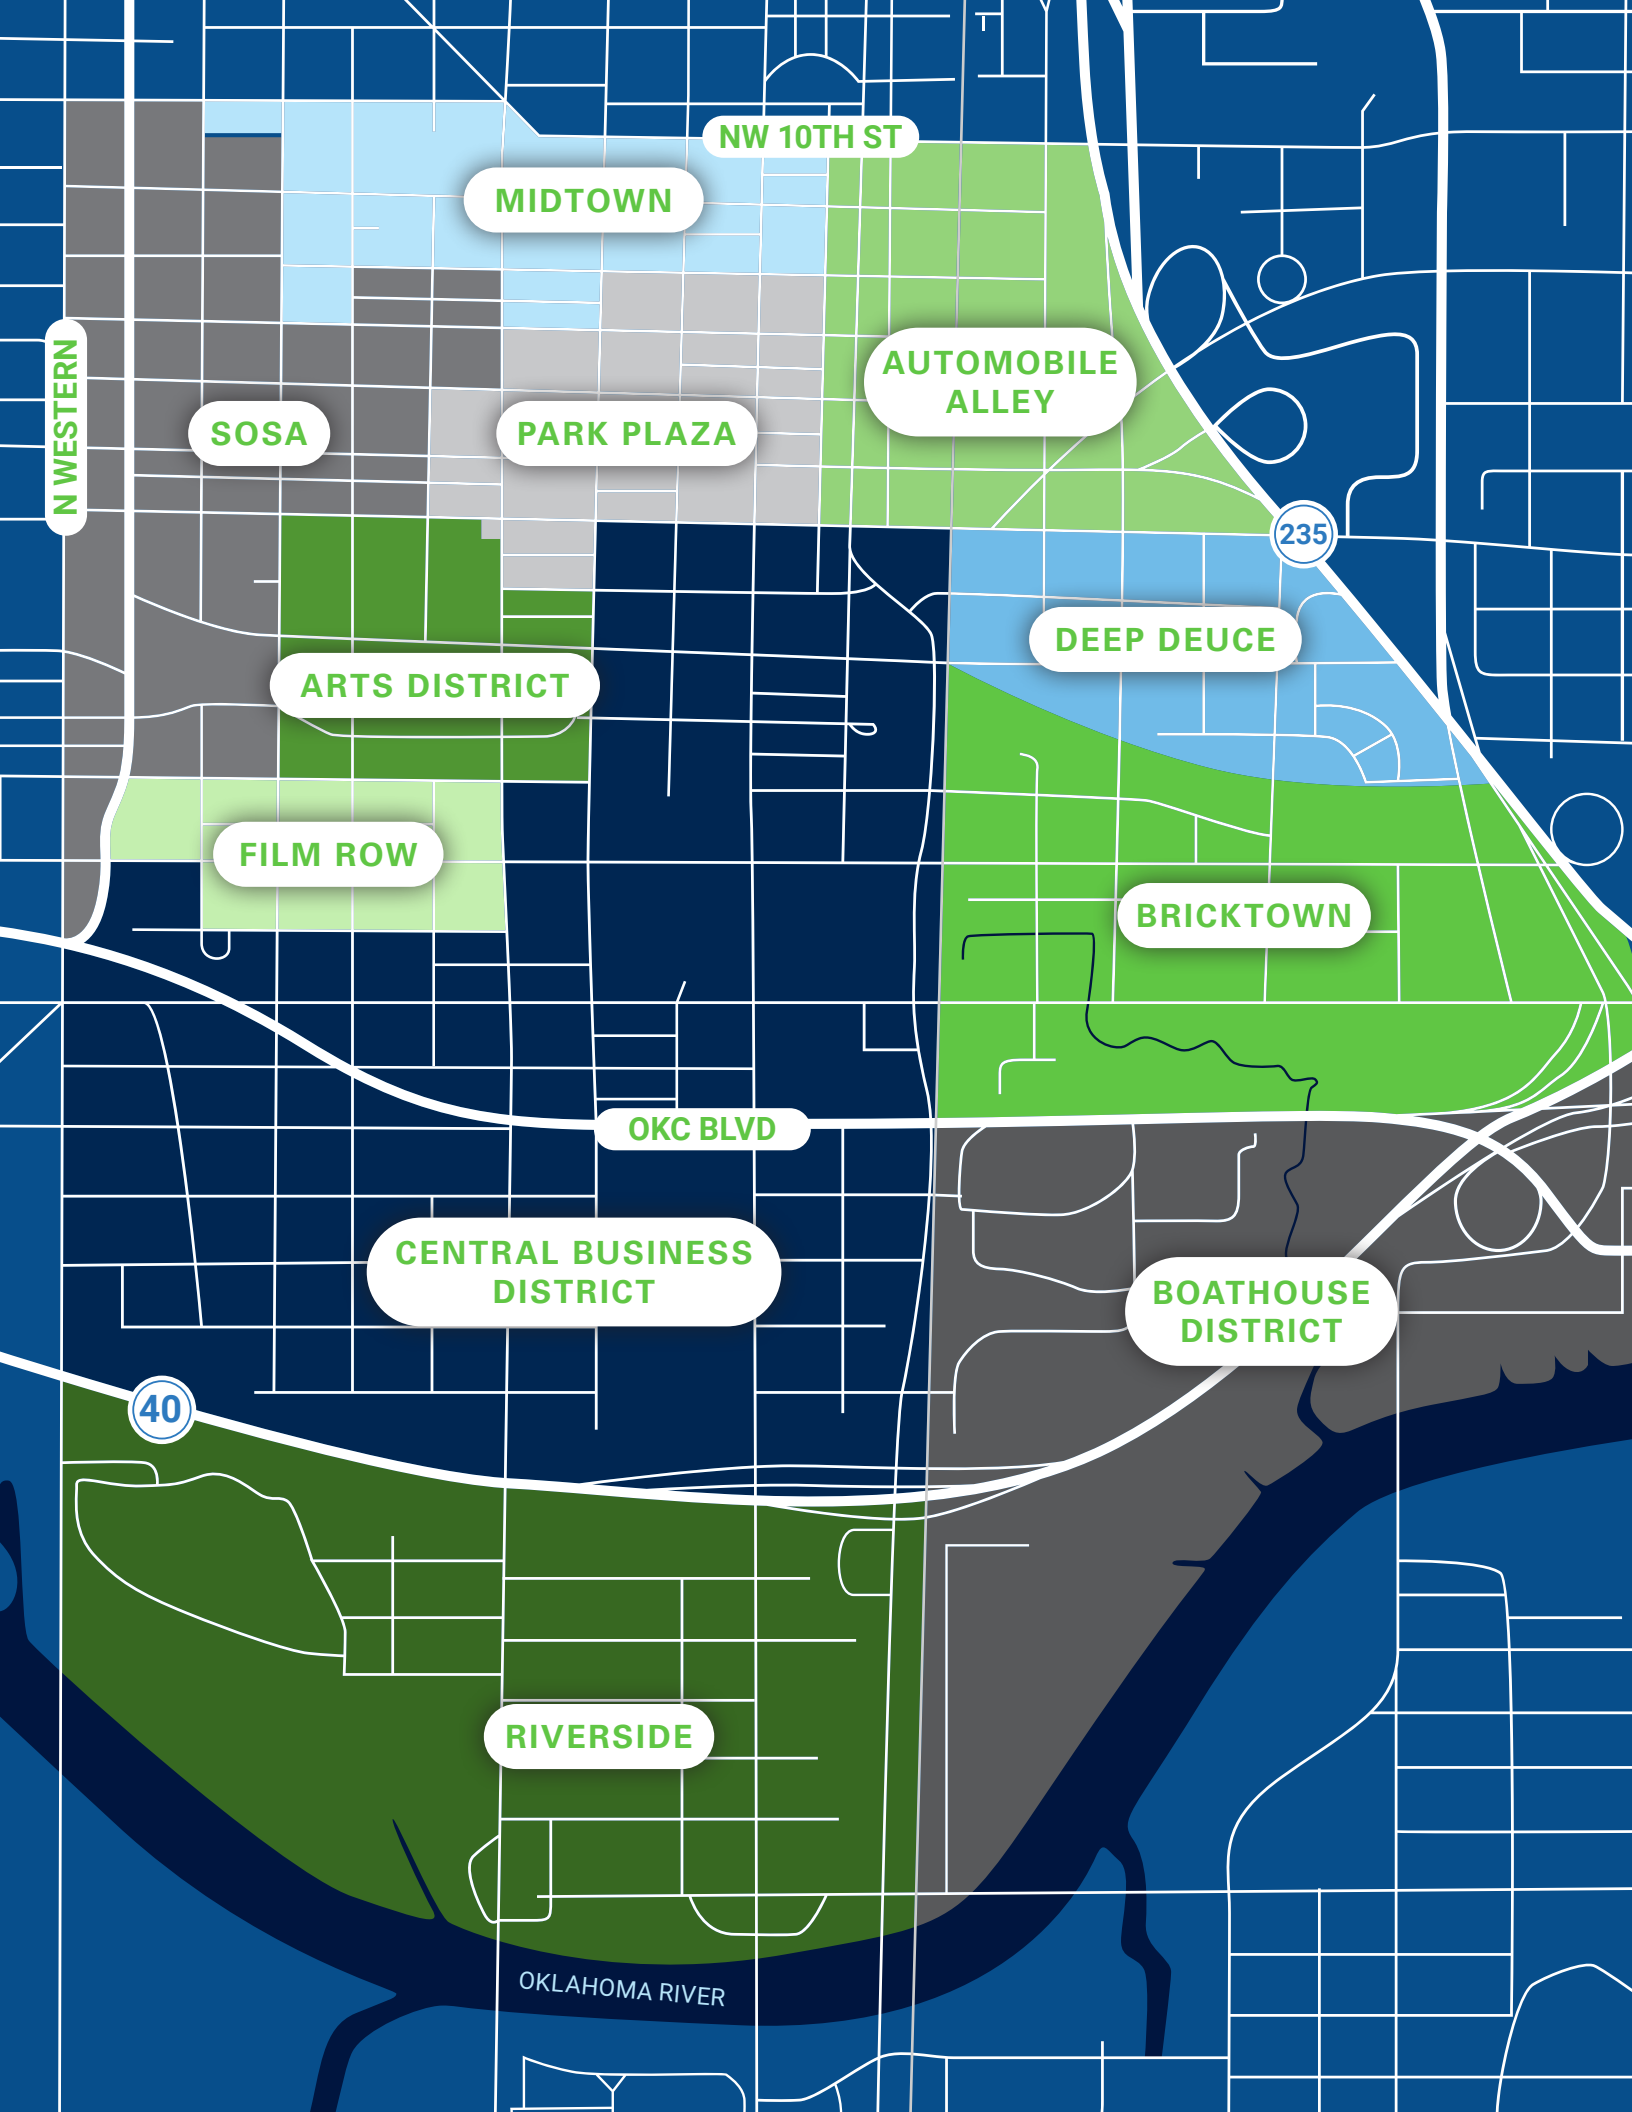 NW 10TH ST
MIDTOWN
AUTOMOBILE
ALLEY
N WESTERN
SOSA
PARK PLAZA
235
DEEP DEUCE
ARTS DISTRICT
FILM ROW
BRICKTOWN
OKC BLVD
CENTRAL BUSINESS
DISTRICT
BOATHOUSE
DISTRICT
40
RIVERSIDE
OKLAHOMA RIVER